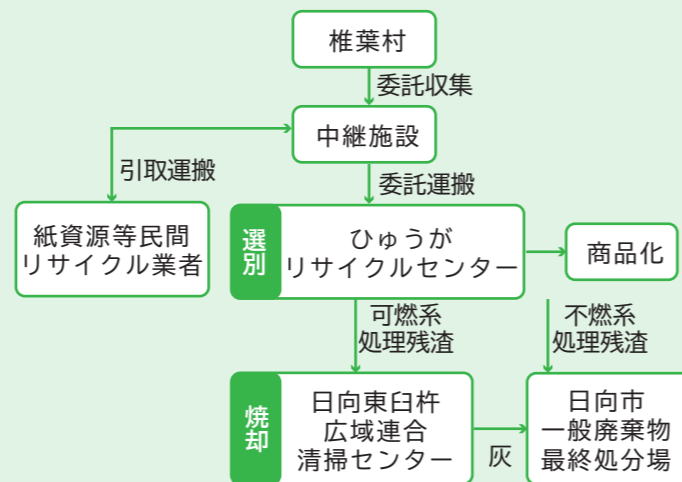 椎葉村
委託収集
中継施設
引取運搬
委託運搬
紙資源等民間
リサイクル業者
選別
ひゅうが
リサイクルセンター
商品化
可燃系
処理残渣
不燃系
処理残渣
焼却
日向東臼杵
広域連合
清掃センター
灰
日向市
一般廃棄物
最終処分場